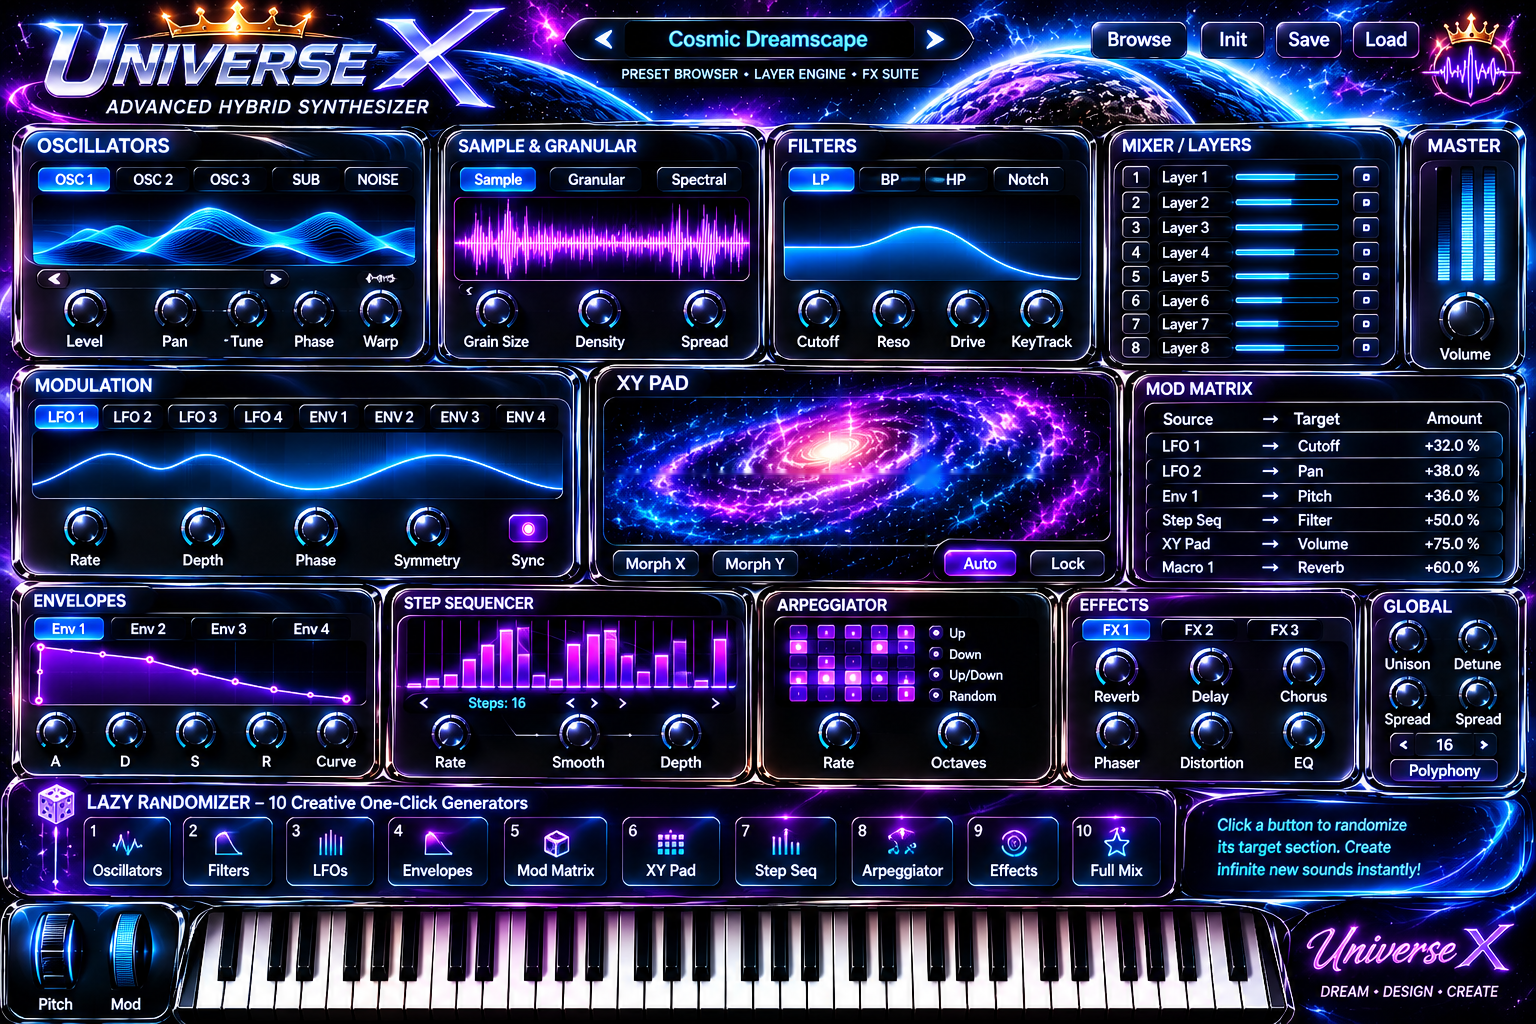 UNIVERSE X
ADVANCED HYBRID SYNTHESIZER
Cosmic Dreamscape
PRESET BROWSER • LAYER ENGINE • FX SUITE
Browse Init Save Load
OSCILLATORS
OSC 1 OSC 2 OSC 3 SUB NOISE
Level Pan - Tune Phase Warp
SAMPLE & GRANULAR
Sample Granular Spectral
Grain Size Density Spread
FILTERS
LP BP HP Notch
Cutoff Reso Drive KeyTrack
MIXER / LAYERS
1 Layer 1
2 Layer 2
3 Layer 3
4 Layer 4
5 Layer 5
6 Layer 6
7 Layer 7
8 Layer 8
MASTER
Volume
MODULATION
LFO 1 LFO 2 LFO 3 LFO 4 ENV 1 ENV 2 ENV 3 ENV 4
Rate Depth Phase Symmetry Sync
XY PAD
Morph X Morph Y Auto Lock
MOD MATRIX
Source → Target Amount
LFO 1 → Cutoff +32.0 %
LFO 2 → Pan +38.0 %
Env 1 → Pitch +36.0 %
Step Seq → Filter +50.0 %
XY Pad → Volume +75.0 %
Macro 1 → Reverb +60.0 %
ENVELOPES
Env 1 Env 2 Env 3 Env 4
A D S R Curve
STEP SEQUENCER
Steps: 16
Rate Smooth Depth
ARPEGGIATOR
Up
Down
Up/Down
Random
Rate Octaves
EFFECTS
FX 1 FX 2 FX 3
Reverb Delay Chorus
Phaser Distortion EQ
GLOBAL
Unison Detune
Spread Spread
16
Polyphony
LAZY RANDOMIZER – 10 Creative One-Click Generators
1 Oscillators
2 Filters
3 LFOs
4 Envelopes
5 Mod Matrix
6 XY Pad
7 Step Seq
8 Arpeggiator
9 Effects
10 Full Mix
Click a button to randomize
its target section. Create
infinite new sounds instantly!
Pitch Mod
Universe X
DREAM • DESIGN • CREATE